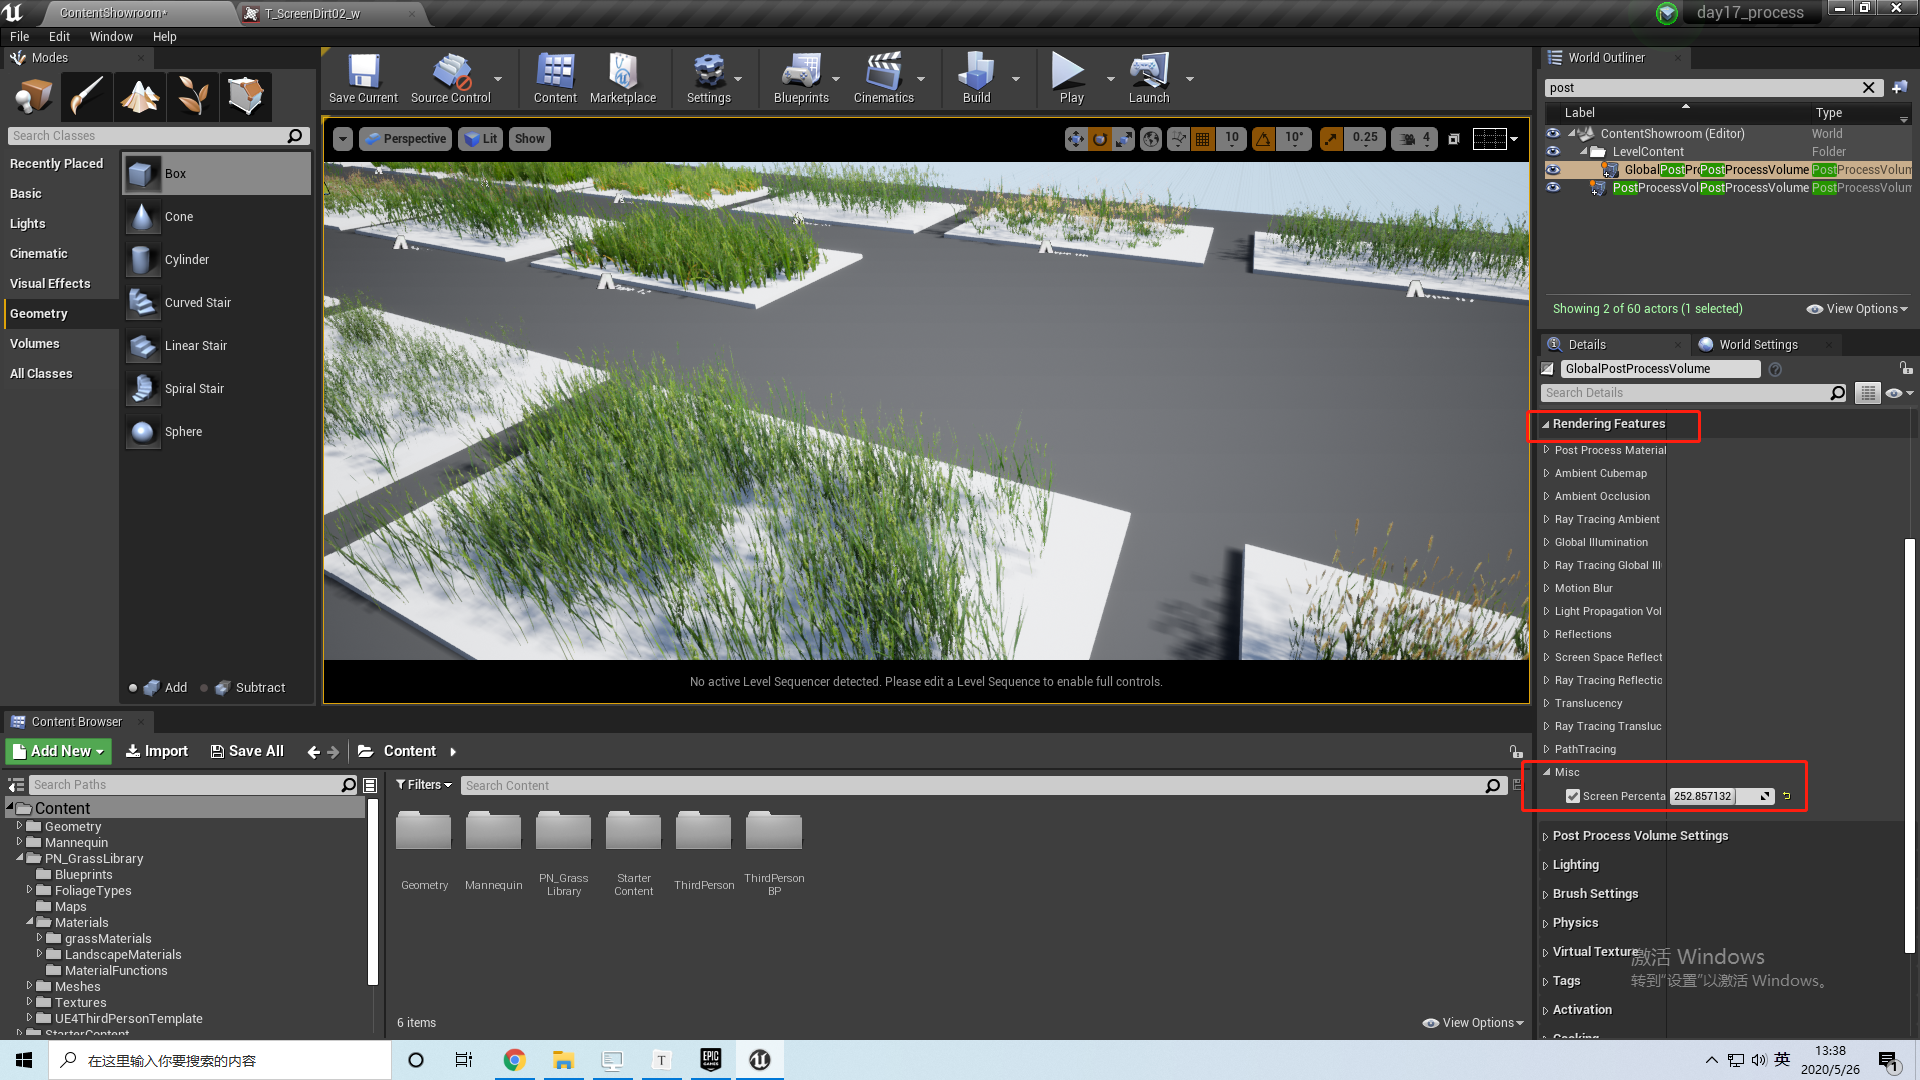 ContentShowroom*
T_ScreenDirt02_w
day17_process
File Edit Window Help
Modes
Search Classes
Recently Placed
Basic
Lights
Cinematic
Visual Effects
Geometry
Volumes
All Classes
Box
Cone
Cylinder
Curved Stair
Linear Stair
Spiral Stair
Sphere
Add Subtract
Save Current
Source Control
Content
Marketplace
Settings
Blueprints
Cinematics
Build
Play
Launch
Perspective Lit Show
10 10° 0.25 4
No active Level Sequencer detected. Please edit a Level Sequence to enable full controls.
World Outliner
post
Label Type
ContentShowroom (Editor) World
LevelContent Folder
GlobalPostPrPostProcessVolume PostProcessVolum
PostProcessVolPostProcessVolume PostProcessVolum
Showing 2 of 60 actors (1 selected) View Options
Details World Settings
GlobalPostProcessVolume
Search Details
Rendering Features
Post Process Material
Ambient Cubemap
Ambient Occlusion
Ray Tracing Ambient
Global Illumination
Ray Tracing Global Ill
Motion Blur
Light Propagation Vol
Reflections
Screen Space Reflect
Ray Tracing Reflectic
Translucency
Ray Tracing Transluc
PathTracing
Misc
Screen Percenta 252.857132
Post Process Volume Settings
Lighting
Brush Settings
Physics
Virtual Texture
Tags
Activation
Cooking
激活 Windows
转到“设置”以激活 Windows。
Content Browser
Add New Import Save All Content
Search Paths
Filters Search Content
Content
Geometry
Mannequin
PN_GrassLibrary
Blueprints
FoliageTypes
Maps
Materials
grassMaterials
LandscapeMaterials
MaterialFunctions
Meshes
Textures
UE4ThirdPersonTemplate
StarterContent
Geometry
Mannequin
PN_Grass
Library
Starter
Content
ThirdPerson
ThirdPerson
BP
6 items View Options
在这里输入你要搜索的内容
T
EPIC
GAMES
英
13:38
2020/5/26
1